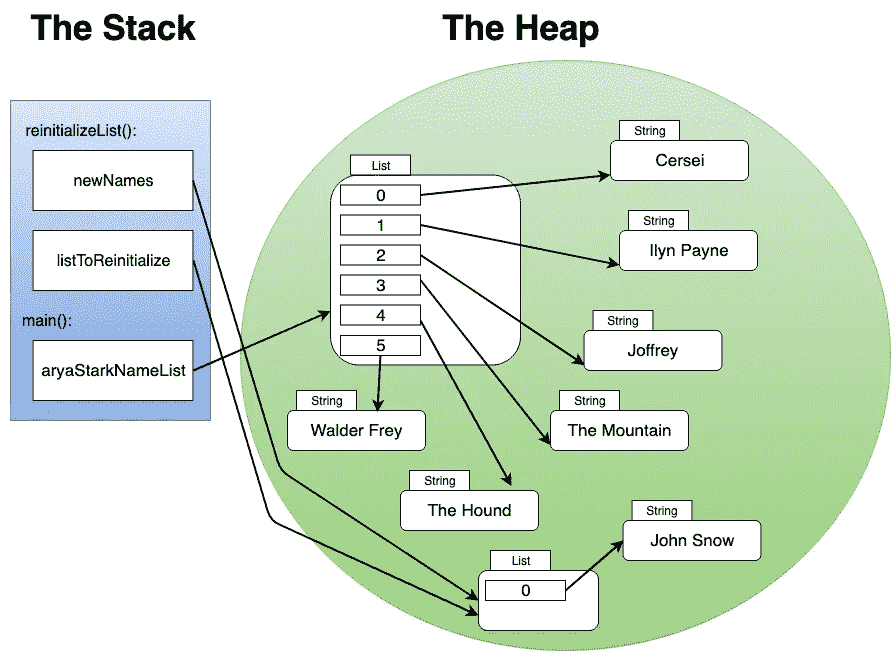 The Stack
The Heap
reinitializeList():
newNames
listToReinitialize
main():
aryaStarkNameList
List
0
1
2
3
4
5
String
Cersei
String
Ilyn Payne
String
Joffrey
String
The Mountain
String
Walder Frey
String
The Hound
String
John Snow
List
0